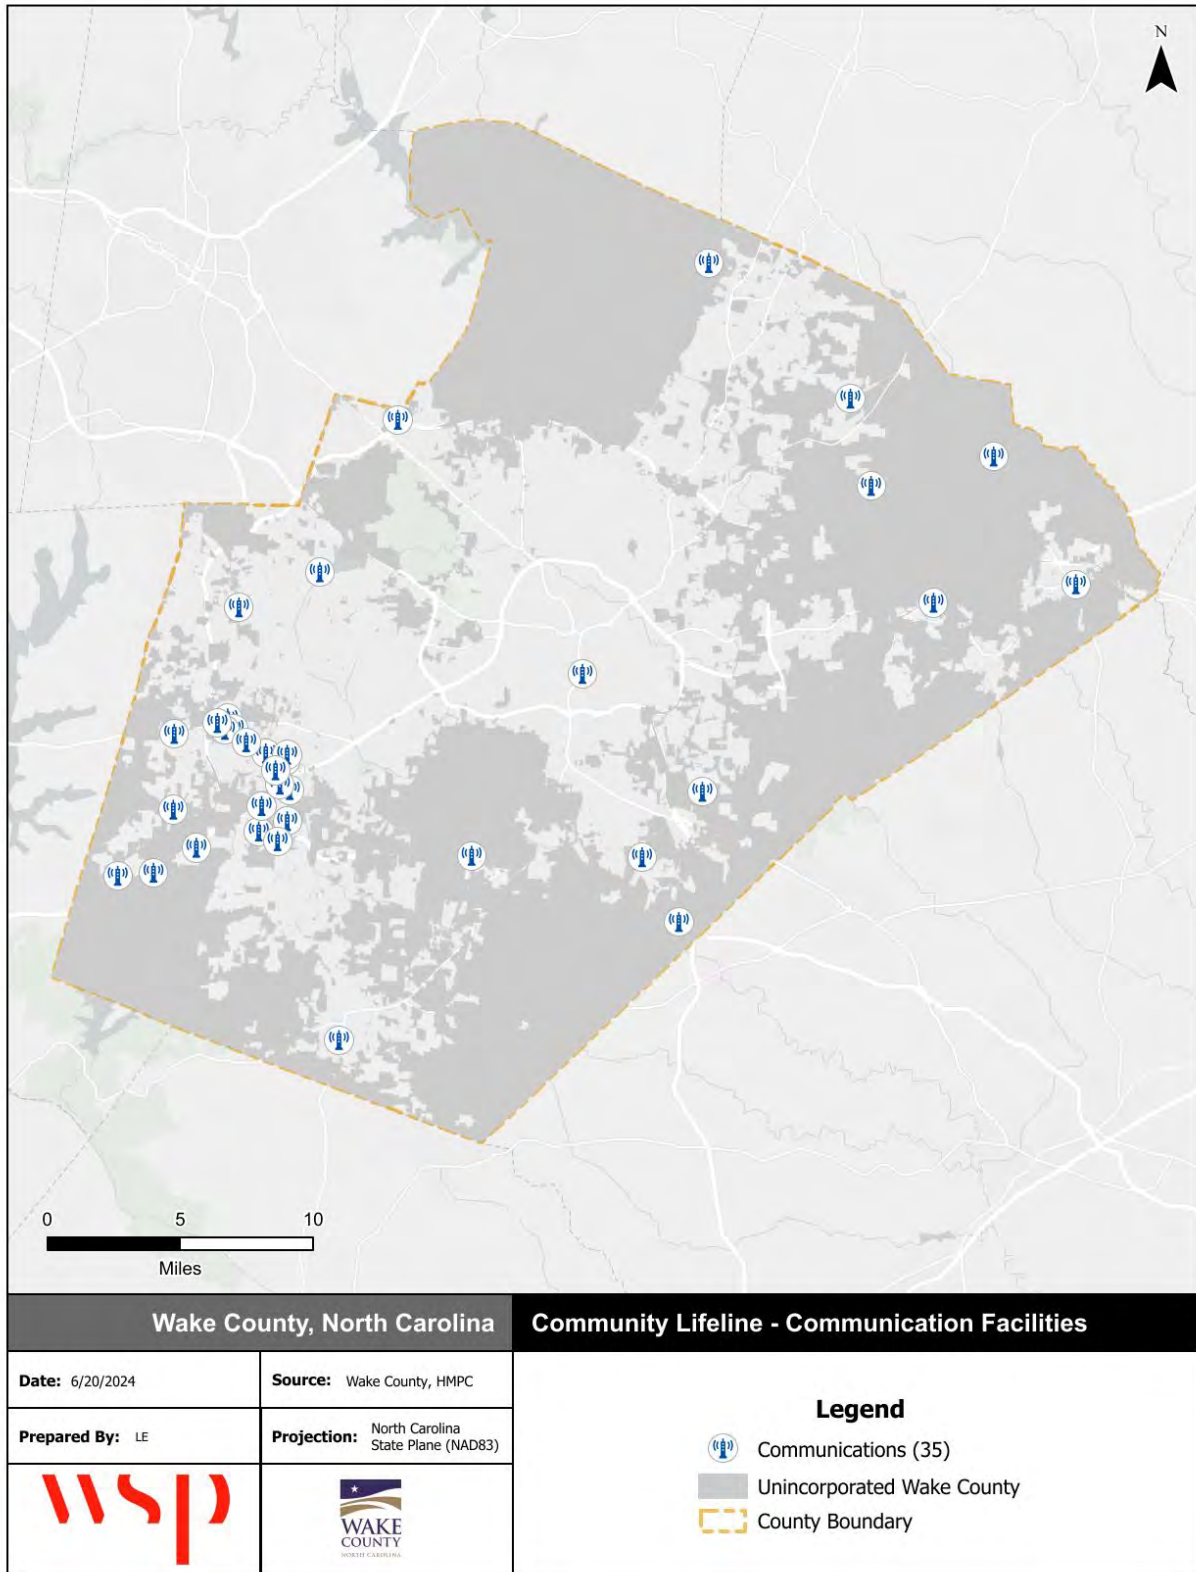 N
0 5 10
Miles
Wake County, North Carolina
Community Lifeline - Communication Facilities
Date: 6/20/2024
Source: Wake County, HMPC
Prepared By: LE
Projection: North Carolina
State Plane (NAD83)
wsp
WAKE
COUNTY
NORTH CAROLINA
Legend
Communications (35)
Unincorporated Wake County
County Boundary